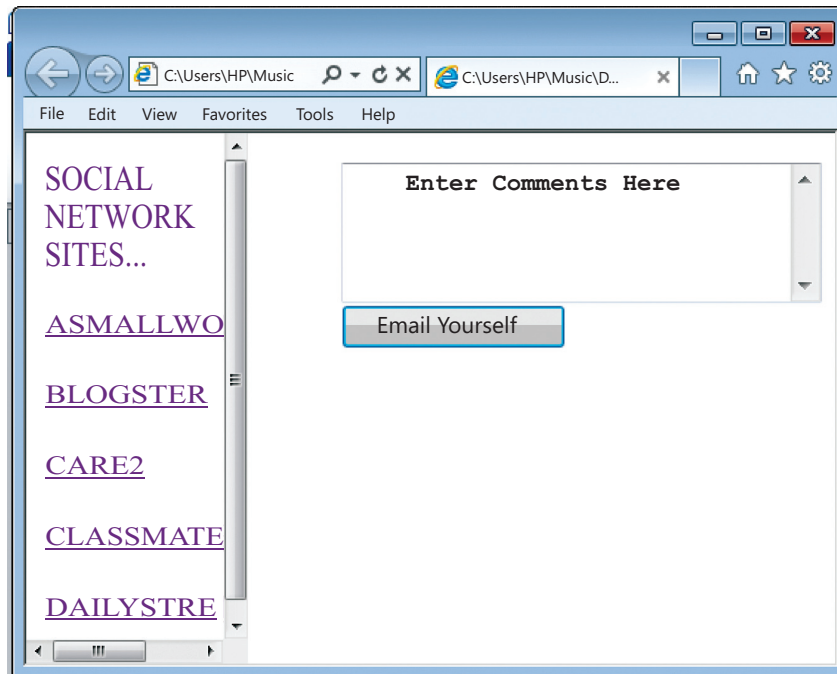 C:\Users\HP\Music
C:\Users\HP\Music\D...
File Edit View Favorites Tools Help
SOCIAL
NETWORK
SITES...
ASMALLWO
BLOGSTER
CARE2
CLASSMATE
DAILYSTRE
Enter Comments Here
Email Yourself